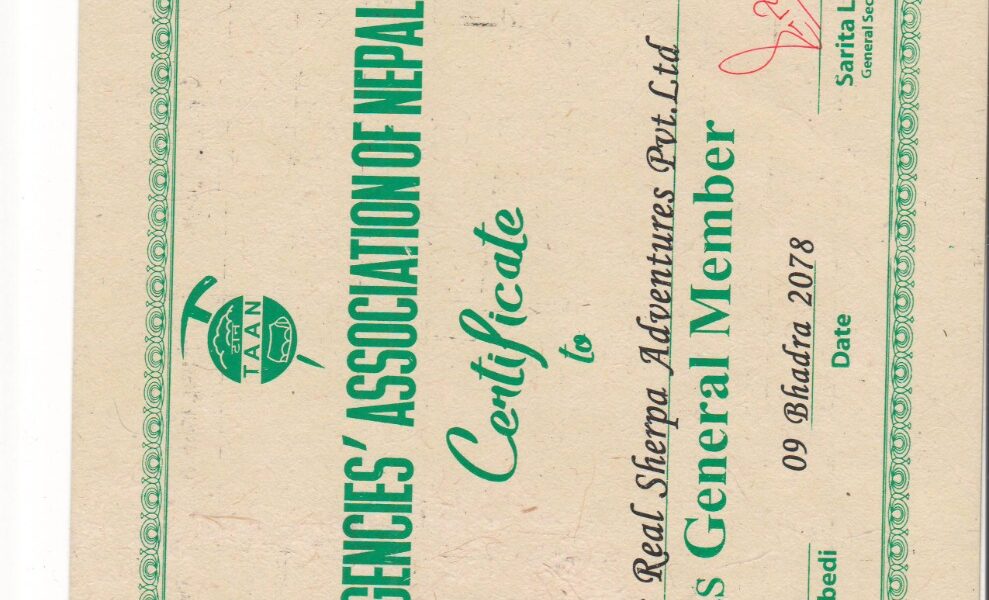 तान
TAAN
GENCIES' ASSOCIATION OF NEPAL
Certificate
to
Real Sherpa Adventures Pvt.Ltd
s General Member
09 Bhadra 2078
bedi
Date
Sarita L
General Sec